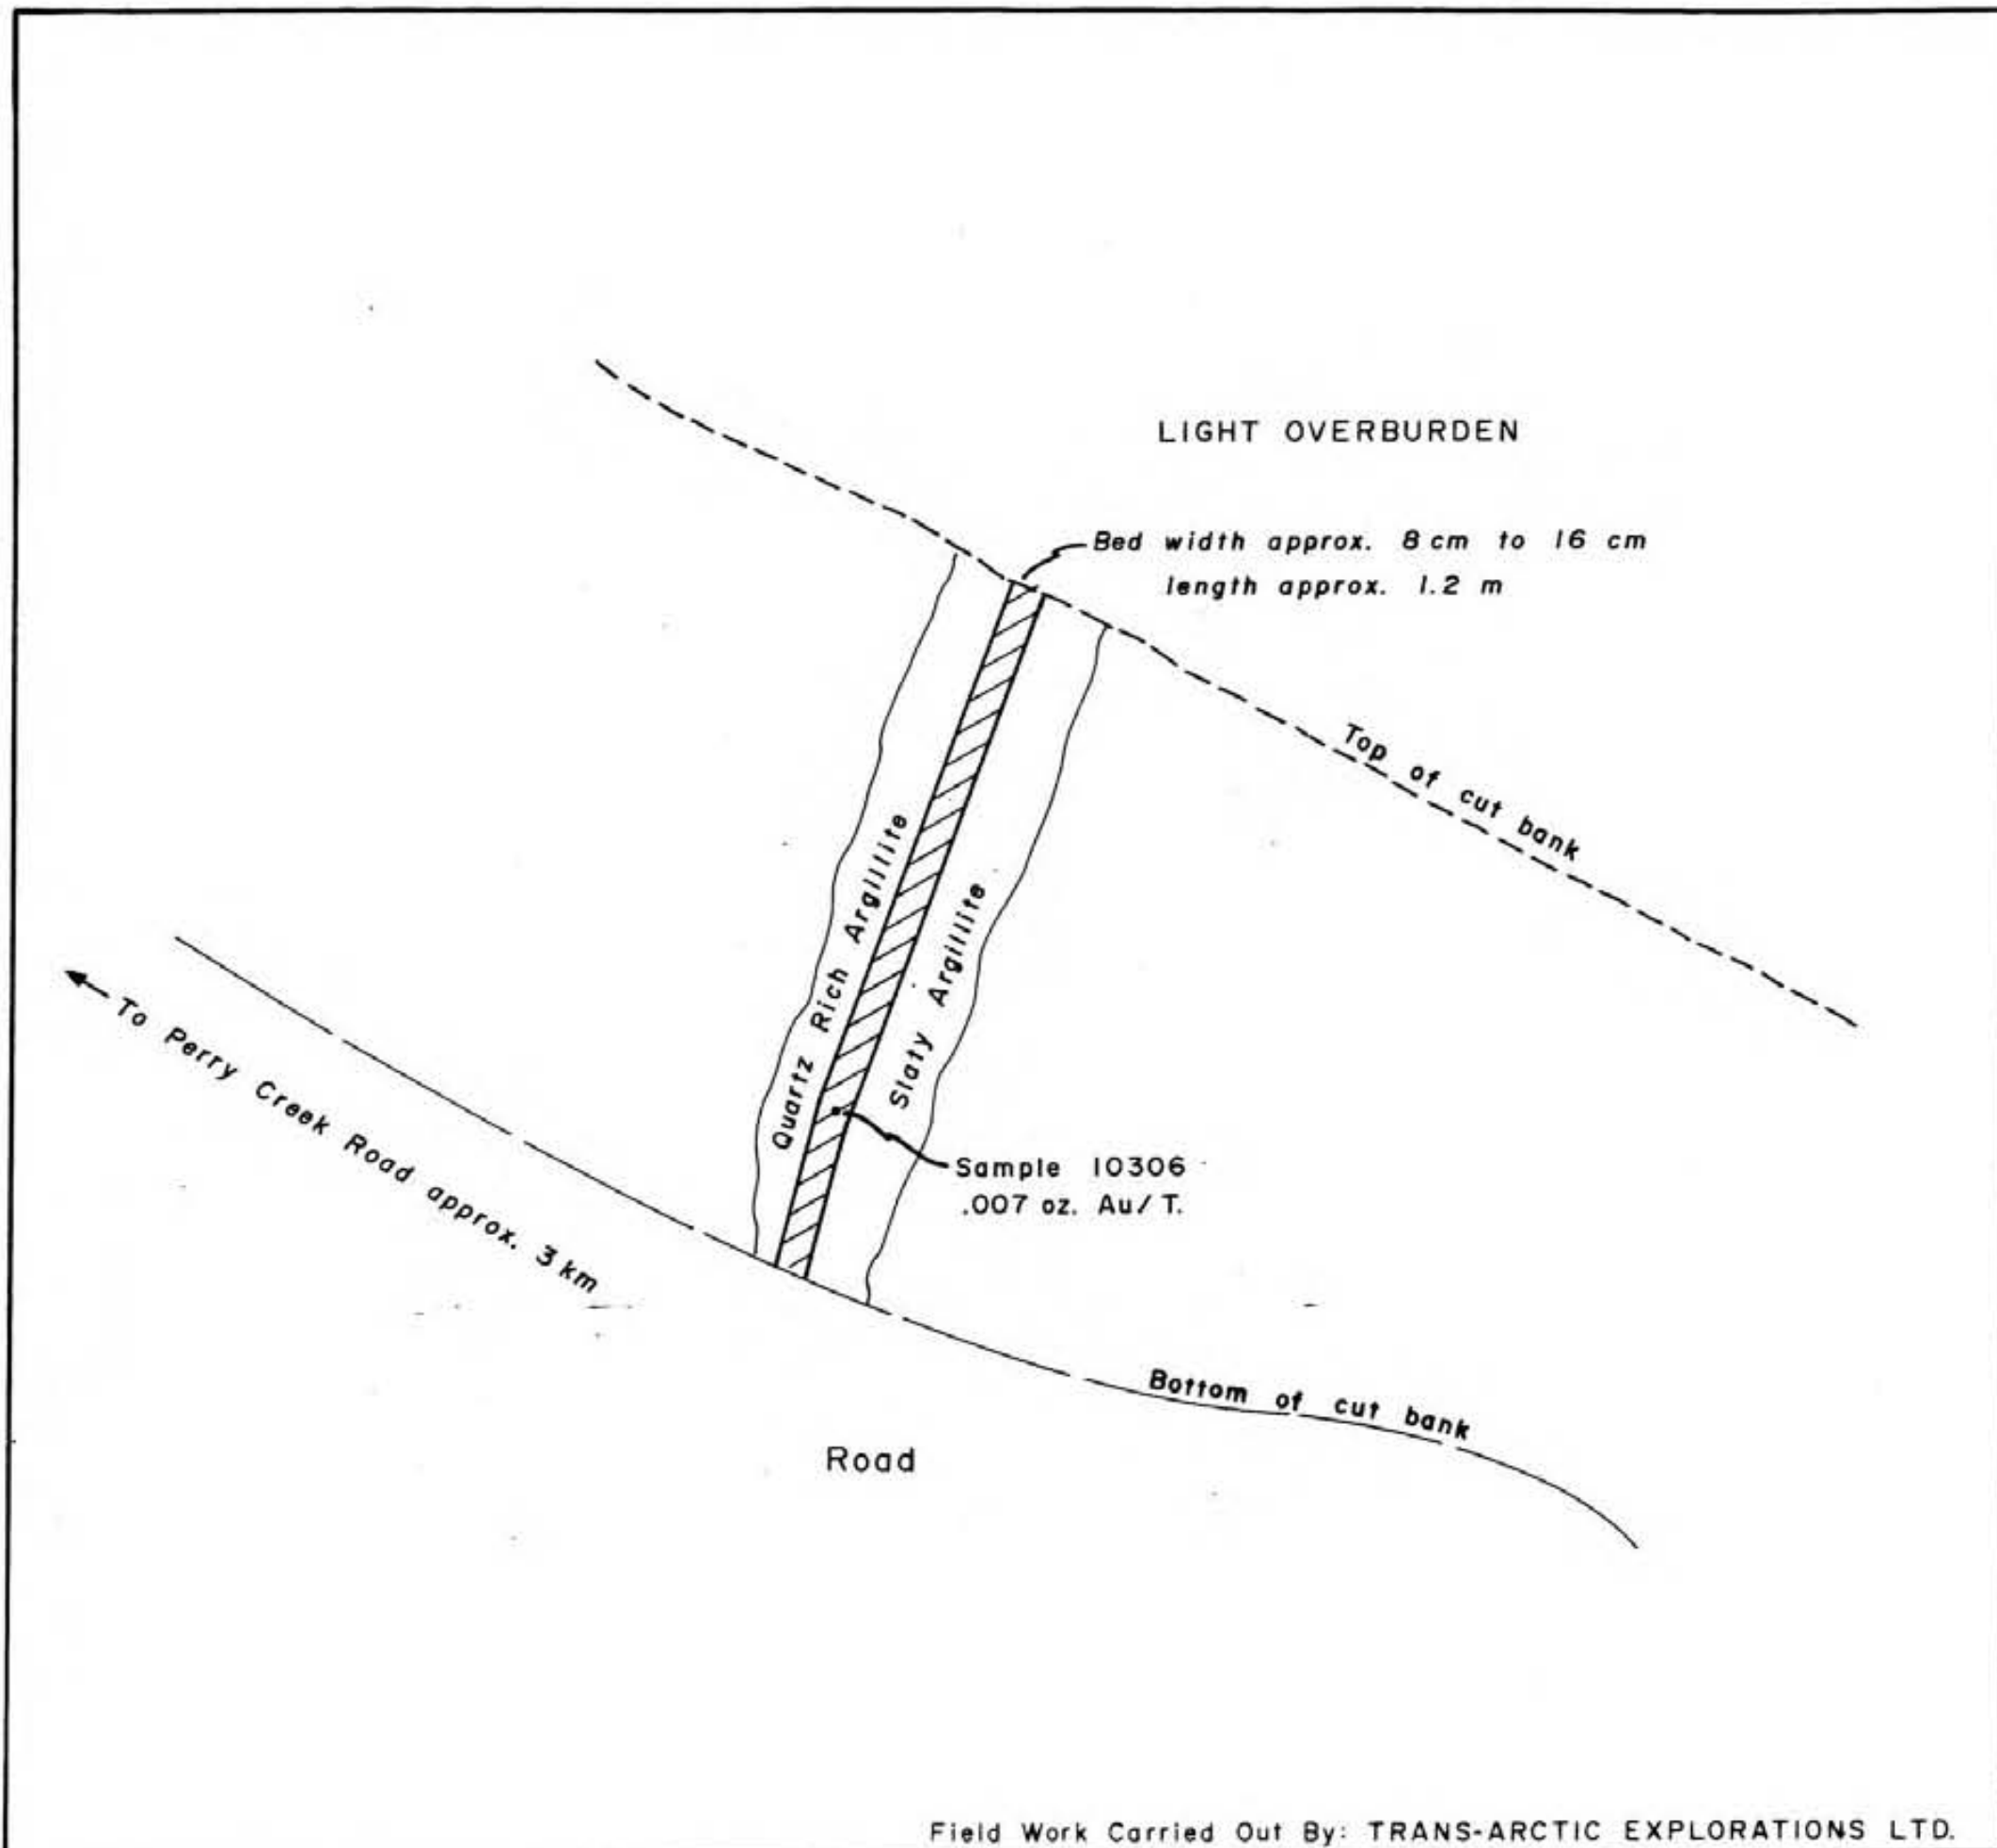 LIGHT OVERBURDEN
Bed width approx. 8 cm to 16 cm
length approx. 1.2 m
Top of cut bank
Quartz Rich Argillite
Slaty Argillite
To Perry Creek Road approx. 3 km
Sample 10306
.007 oz. Au/T.
Bottom of cut bank
Road
Field Work Carried Out By: TRANS-ARCTIC EXPLORATIONS LTD.